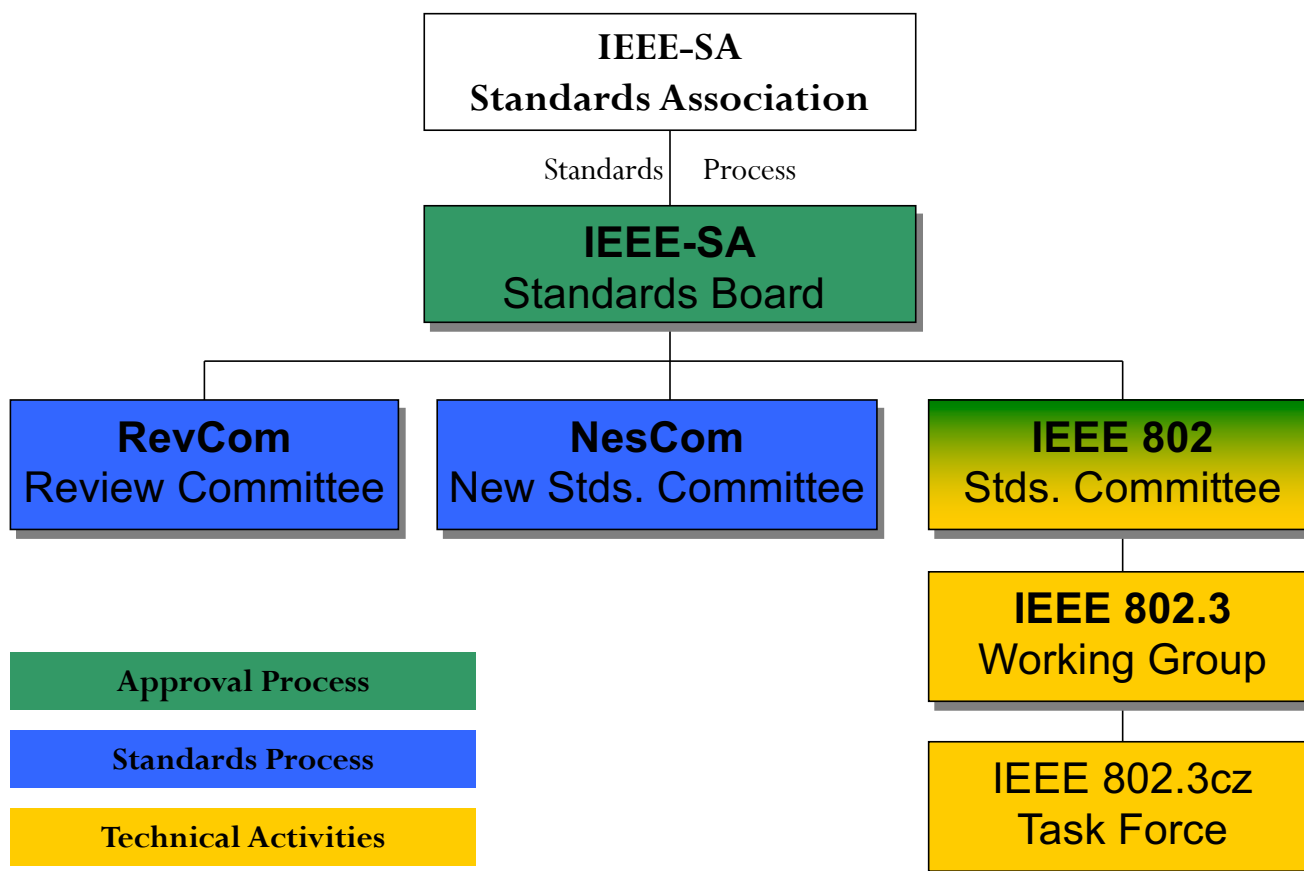 IEEE-SA
Standards Association
Standards Process
IEEE-SA
Standards Board
RevCom
Review Committee
NesCom
New Stds. Committee
IEEE 802
Stds. Committee
IEEE 802.3
Working Group
IEEE 802.3cz
Task Force
Approval Process
Standards Process
Technical Activities